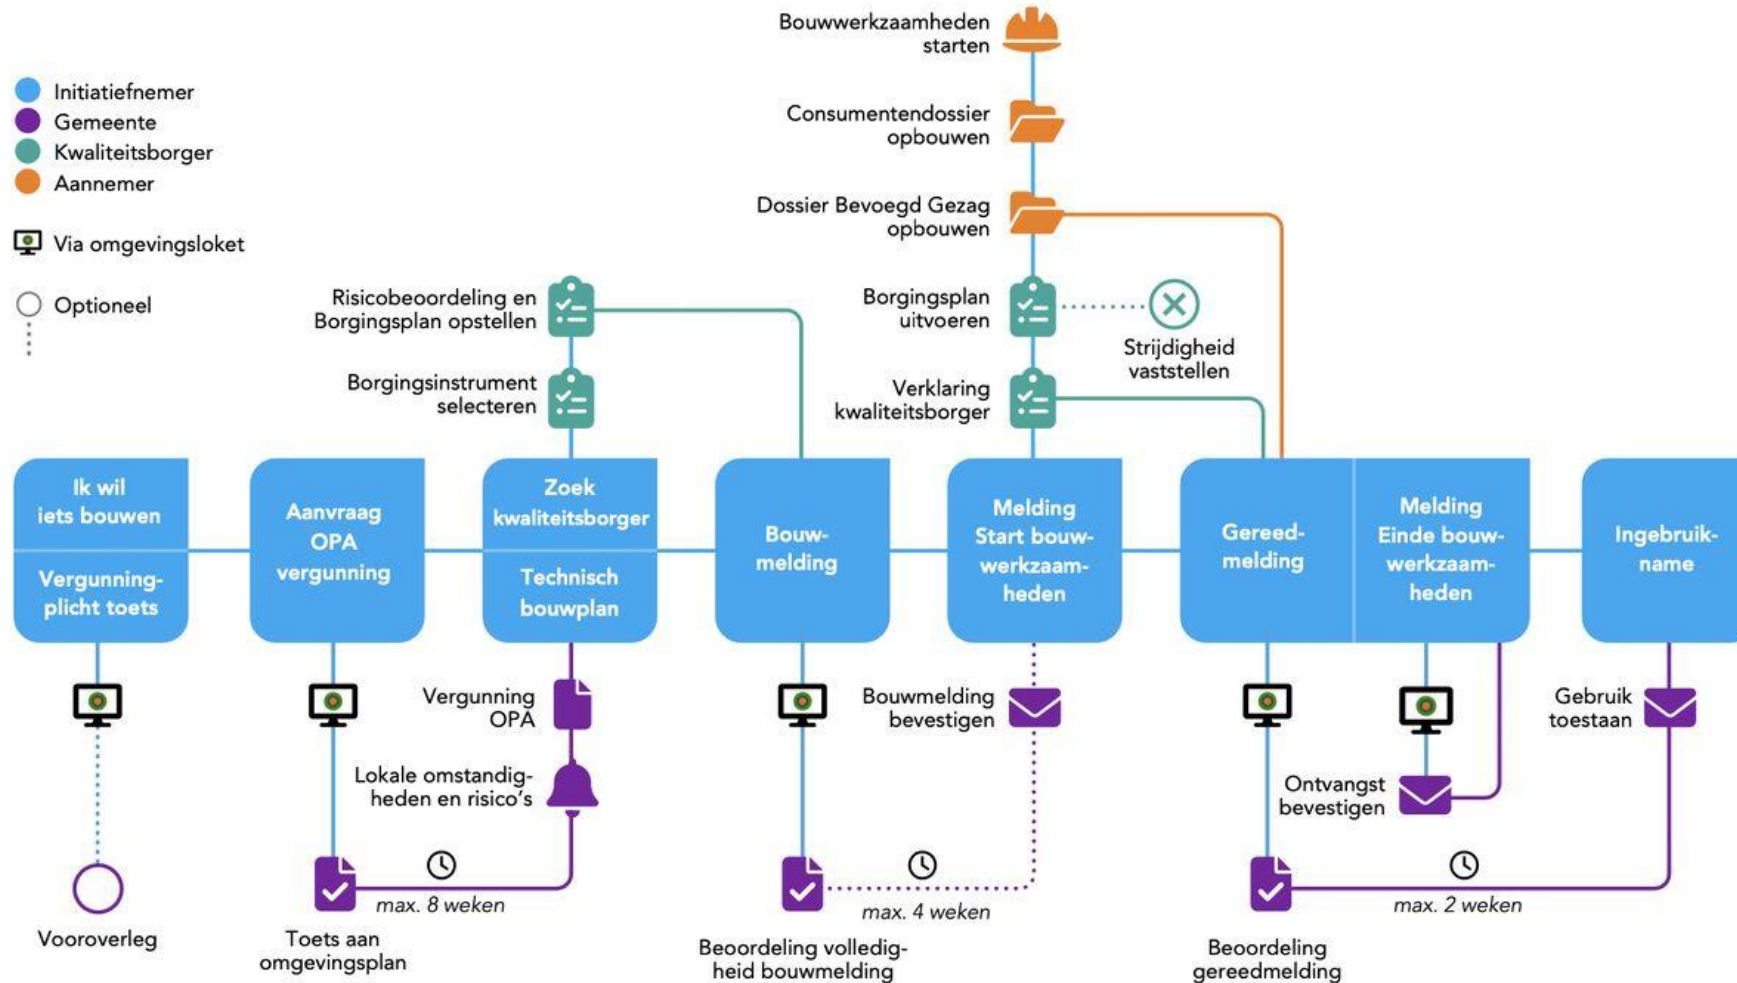 Bouwwerkzaamheden
starten
Initiatiefnemer
Gemeente
Kwaliteitsborger
Aannemer
Via omgevingsloket
Optioneel
Consumentendossier
opbouwen
Dossier Bevoegd Gezag
opbouwen
Risicobeoordeling en
Borgingsplan opstellen
Borgingsplan
uitvoeren
Strijdigheid
vaststellen
Borgingsinstrument
selecteren
Verklaring
kwaliteitsborger
Ik wil
iets bouwen
Vergunning-
plicht toets
Aanvraag
OPA
vergunning
Zoek
kwaliteitsborger
Technisch
bouwplan
Bouw-
melding
Melding
Start bouw-
werkzaam-
heden
Gereed-
melding
Melding
Einde bouw-
werkzaam-
heden
Ingebruik-
name
Vergunning
OPA
Lokale omstandig-
heden en risico's
Bouwmelding
bevestigen
Ontvangst
bevestigen
Gebruik
toestaan
max. 8 weken
max. 4 weken
max. 2 weken
Vooroverleg
Toets aan
omgevingsplan
Beoordeling volledig-
heid bouwmelding
Beoordeling
gereedmelding